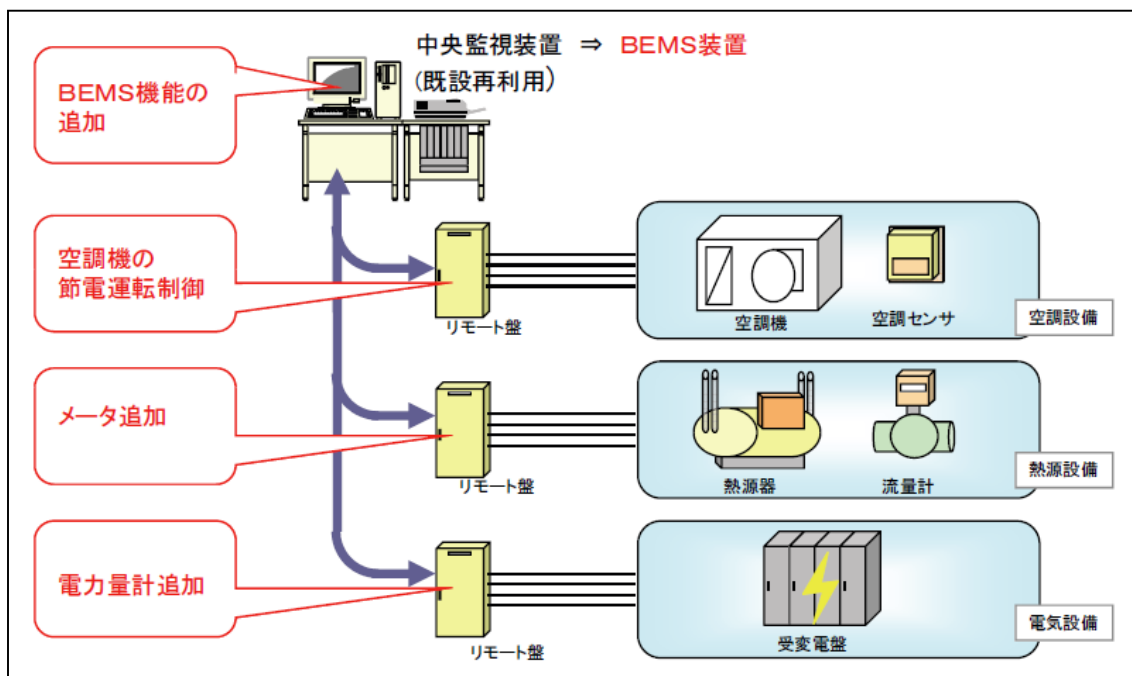 中央監視装置 ⇒ BEMS装置
(既設再利用)
BEMS機能の
追加
空調機の
節電運転制御
リモート盤
空調機
空調センサ
空調設備
メータ追加
リモート盤
熱源器
流量計
熱源設備
電力量計追加
リモート盤
受変電盤
電気設備